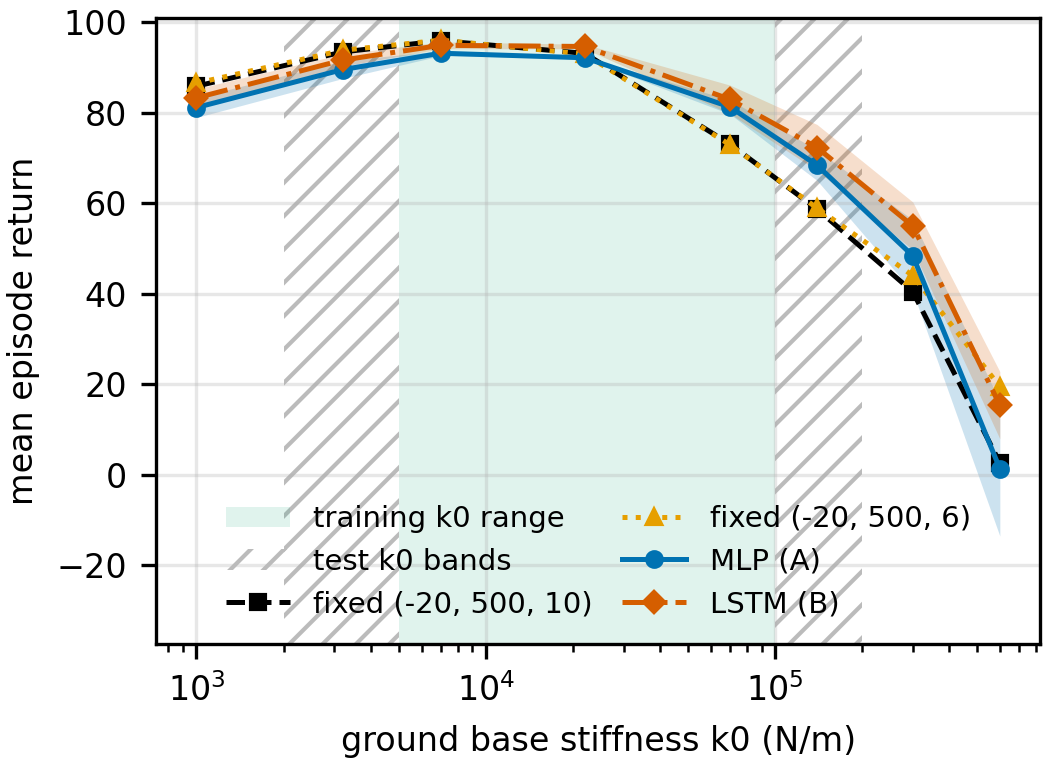 100
80
60
40
20
0
−20
mean episode return
training k0 range
test k0 bands
fixed (-20, 500, 10)
fixed (-20, 500, 6)
MLP (A)
LSTM (B)
10³
10⁴
10⁵
ground base stiffness k0 (N/m)